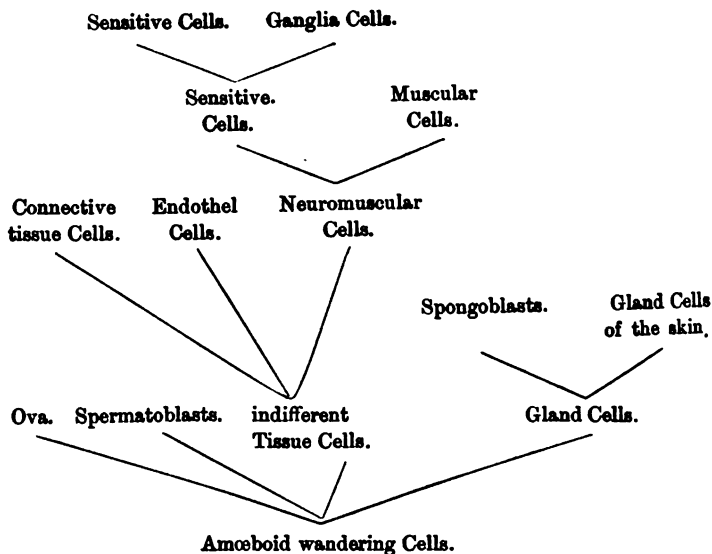 Sensitive Cells. Ganglia Cells.
Sensitive.
Cells.
Muscular
Cells.
Connective
tissue Cells.
Endothel
Cells.
Neuromuscular
Cells.
Spongoblasts.
Gland Cells
of the skin.
Ova. Spermatoblasts.
indifferent
Tissue Cells.
Gland Cells.
Amœboid wandering Cells.